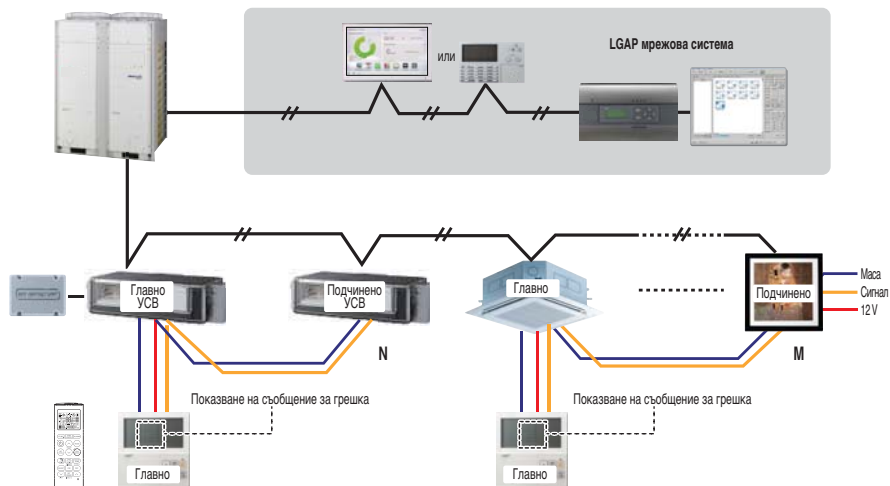 или
LGAP мрежова система
Главно
УСВ
Подчинено
УСВ
Главно
Подчинено
Маса
Сигнал
12 V
N
M
Показване на съобщение за грешка
Показване на съобщение за грешка
Главно
Главно